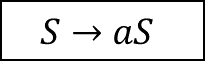 S → aS